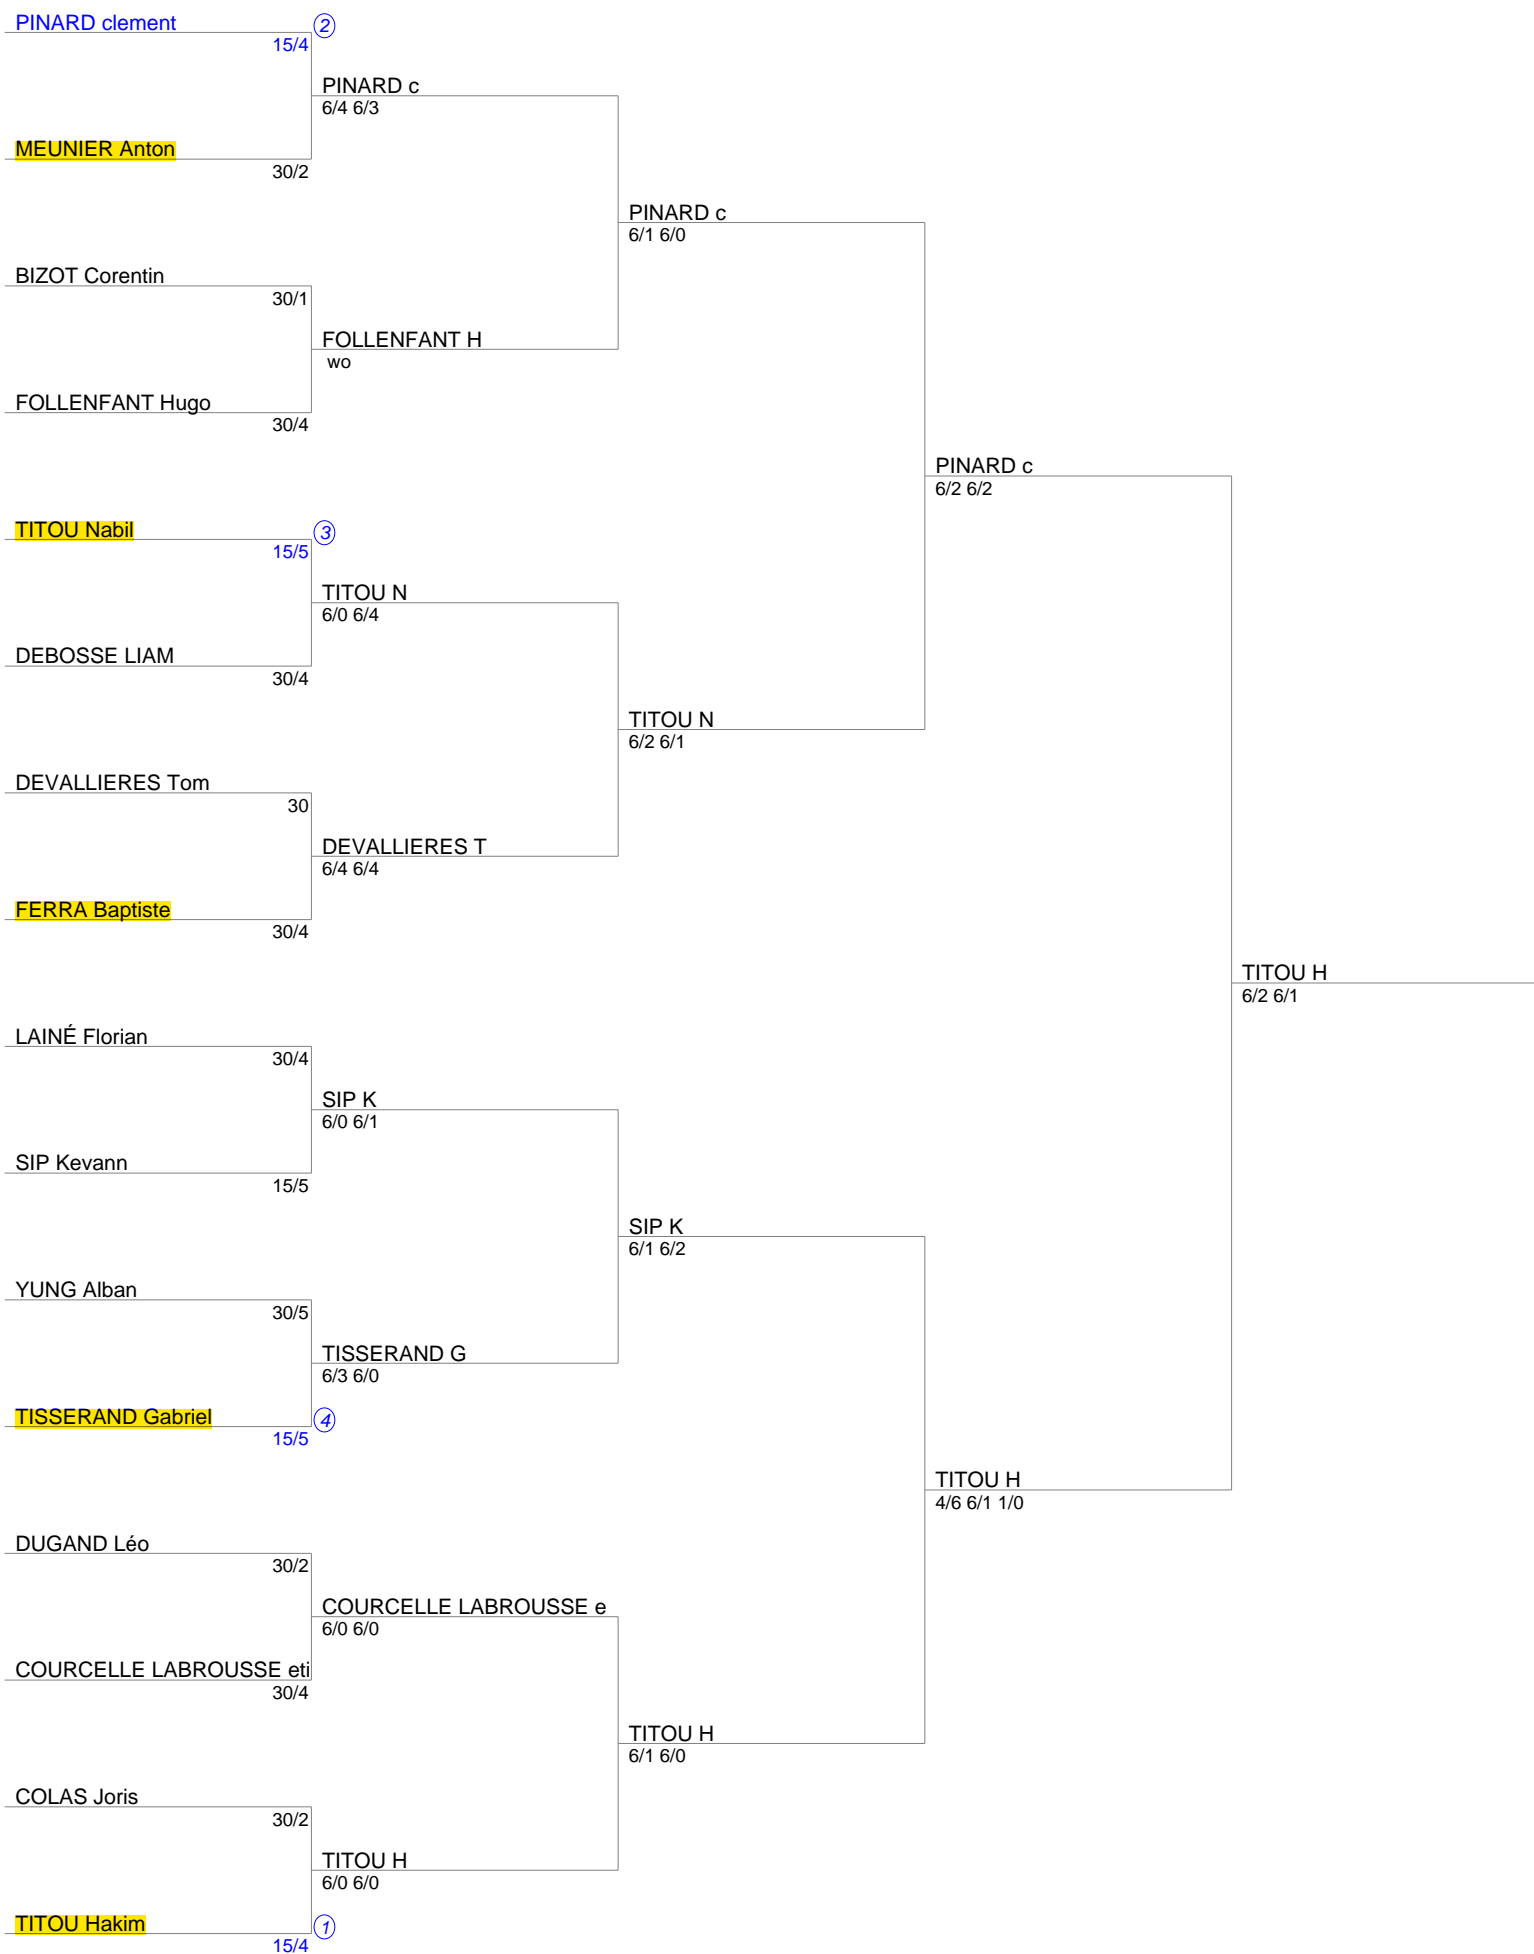 PINARD clement
2
15/4
PINARD c
6/4 6/3
MEUNIER Anton
30/2
PINARD c
6/1 6/0
BIZOT Corentin
30/1
FOLLENFANT H
wo
FOLLENFANT Hugo
30/4
PINARD c
6/2 6/2
TITOU Nabil
3
15/5
TITOU N
6/0 6/4
DEBOSSE LIAM
30/4
TITOU N
6/2 6/1
DEVALLIERES Tom
30
DEVALLIERES T
6/4 6/4
FERRA Baptiste
30/4
TITOU H
6/2 6/1
LAINÉ Florian
30/4
SIP K
6/0 6/1
SIP Kevann
15/5
SIP K
6/1 6/2
YUNG Alban
30/5
TISSERAND G
6/3 6/0
TISSERAND Gabriel
4
15/5
TITOU H
4/6 6/1 1/0
DUGAND Léo
30/2
COURCELLE LABROUSSE e
6/0 6/0
COURCELLE LABROUSSE eti
30/4
TITOU H
6/1 6/0
COLAS Joris
30/2
TITOU H
6/0 6/0
TITOU Hakim
1
15/4